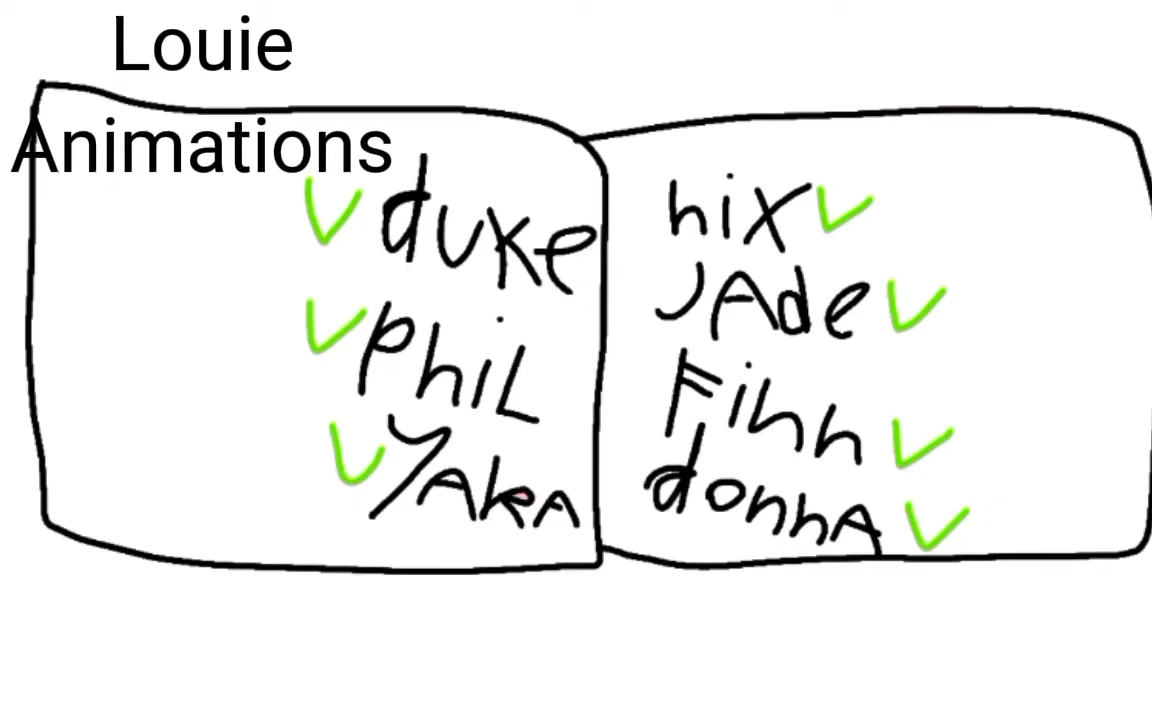 Louie
Animations
duke
PhiL
YAkA
hix
JAde
Finn
donnA